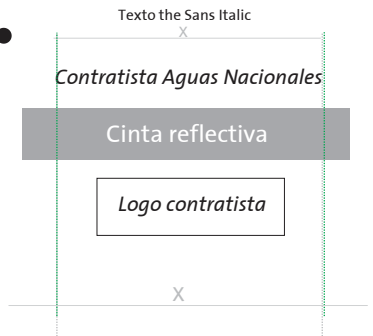 Texto the Sans Italic
X
Contratista Aguas Nacionales
Cinta reflectiva
Logo contratista
X